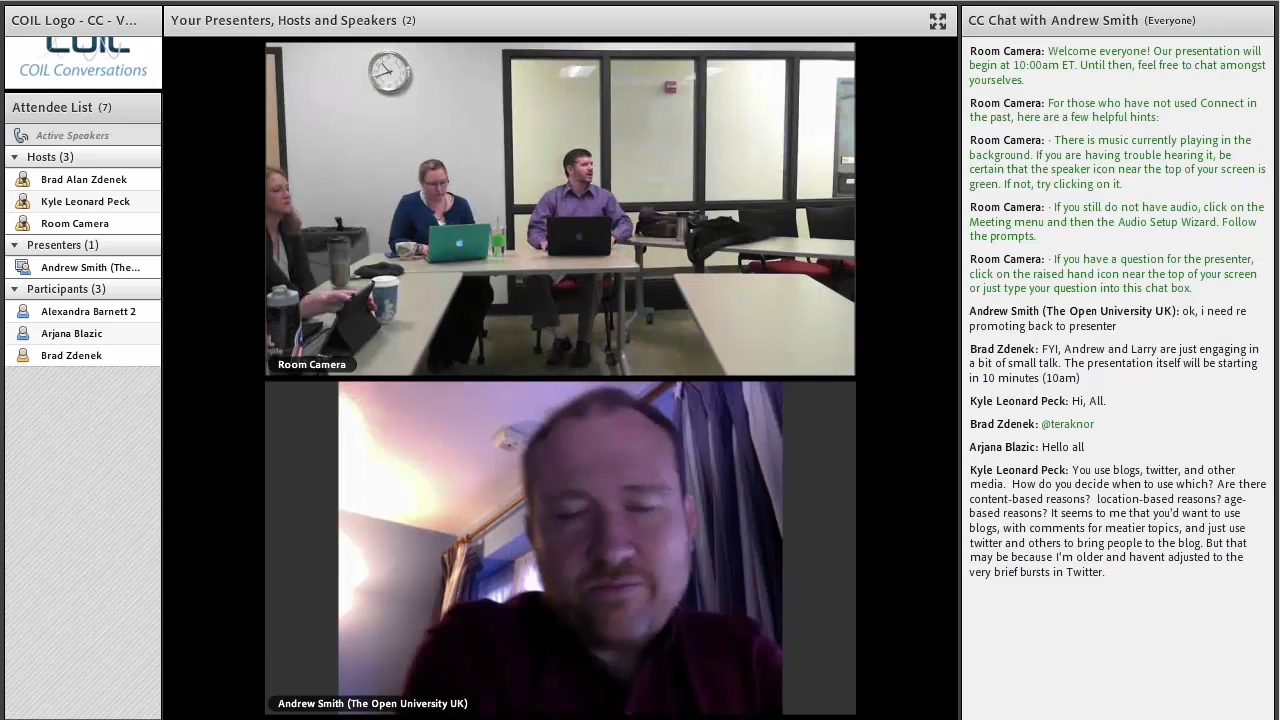 COIL Logo - CC - V...
COIL
COIL Conversations
Attendee List (7)
Active Speakers
Hosts (3)
Brad Alan Zdenek
Kyle Leonard Peck
Room Camera
Presenters (1)
Andrew Smith (The...
Participants (3)
Alexandra Barnett 2
Arjana Blazic
Brad Zdenek
Your Presenters, Hosts and Speakers (2)
Room Camera
Andrew Smith (The Open University UK)
CC Chat with Andrew Smith (Everyone)
Room Camera: Welcome everyone! Our presentation will
begin at 10:00am ET. Until then, feel free to chat amongst
yourselves.
Room Camera: For those who have not used Connect in
the past, here are a few helpful hints:
Room Camera: · There is music currently playing in the
background. If you are having trouble hearing it, be
certain that the speaker icon near the top of your screen is
green. If not, try clicking on it.
Room Camera: · If you still do not have audio, click on the
Meeting menu and then the Audio Setup Wizard. Follow
the prompts.
Room Camera: · If you have a question for the presenter,
click on the raised hand icon near the top of your screen
or just type your question into this chat box.
Andrew Smith (The Open University UK): ok, i need re
promoting back to presenter
Brad Zdenek: FYI, Andrew and Larry are just engaging in
a bit of small talk. The presentation itself will be starting
in 10 minutes (10am)
Kyle Leonard Peck: Hi, All.
Brad Zdenek: @teraknor
Arjana Blazic: Hello all
Kyle Leonard Peck: You use blogs, twitter, and other
media. How do you decide when to use which? Are there
content-based reasons? location-based reasons? age-
based reasons? It seems to me that you'd want to use
blogs, with comments for meatier topics, and just use
twitter and others to bring people to the blog. But that
may be because I'm older and havent adjusted to the
very brief bursts in Twitter.